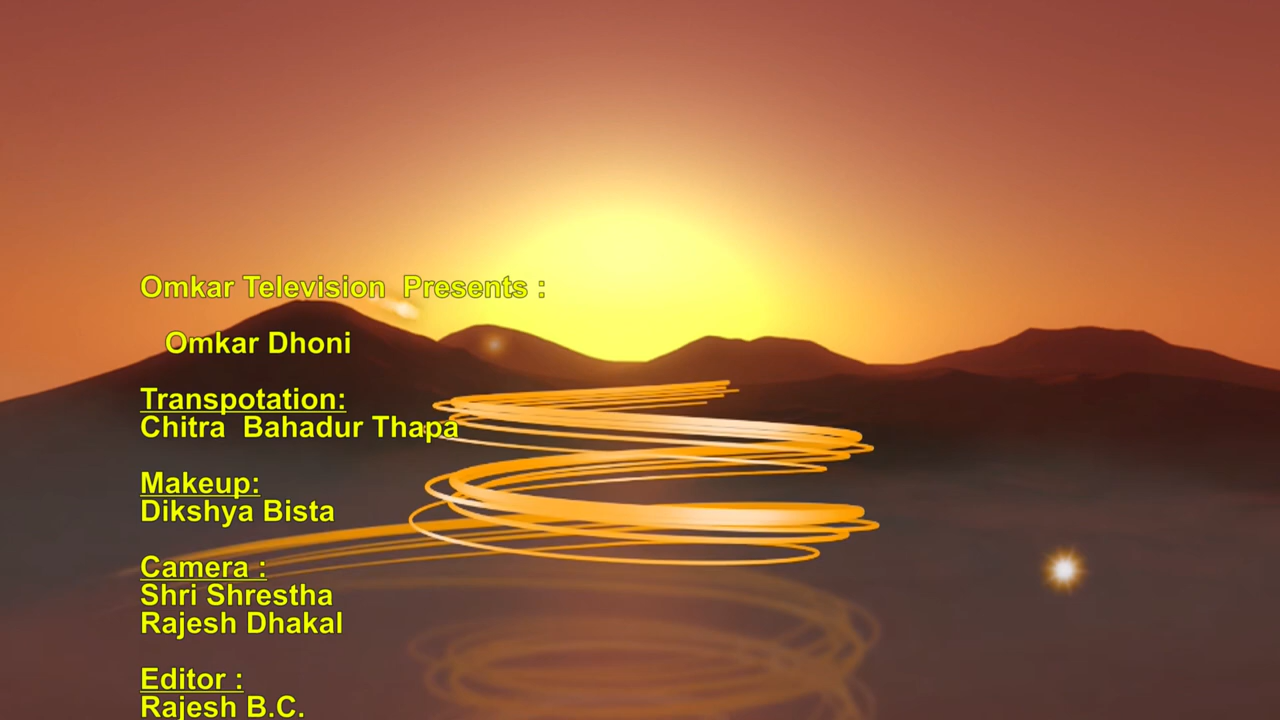 Omkar Television  Presents :
Omkar Dhoni
Transpotation:
Chitra  Bahadur Thapa
Makeup:
Dikshya Bista
Camera :
Shri Shrestha
Rajesh Dhakal
Editor :
Rajesh B.C.